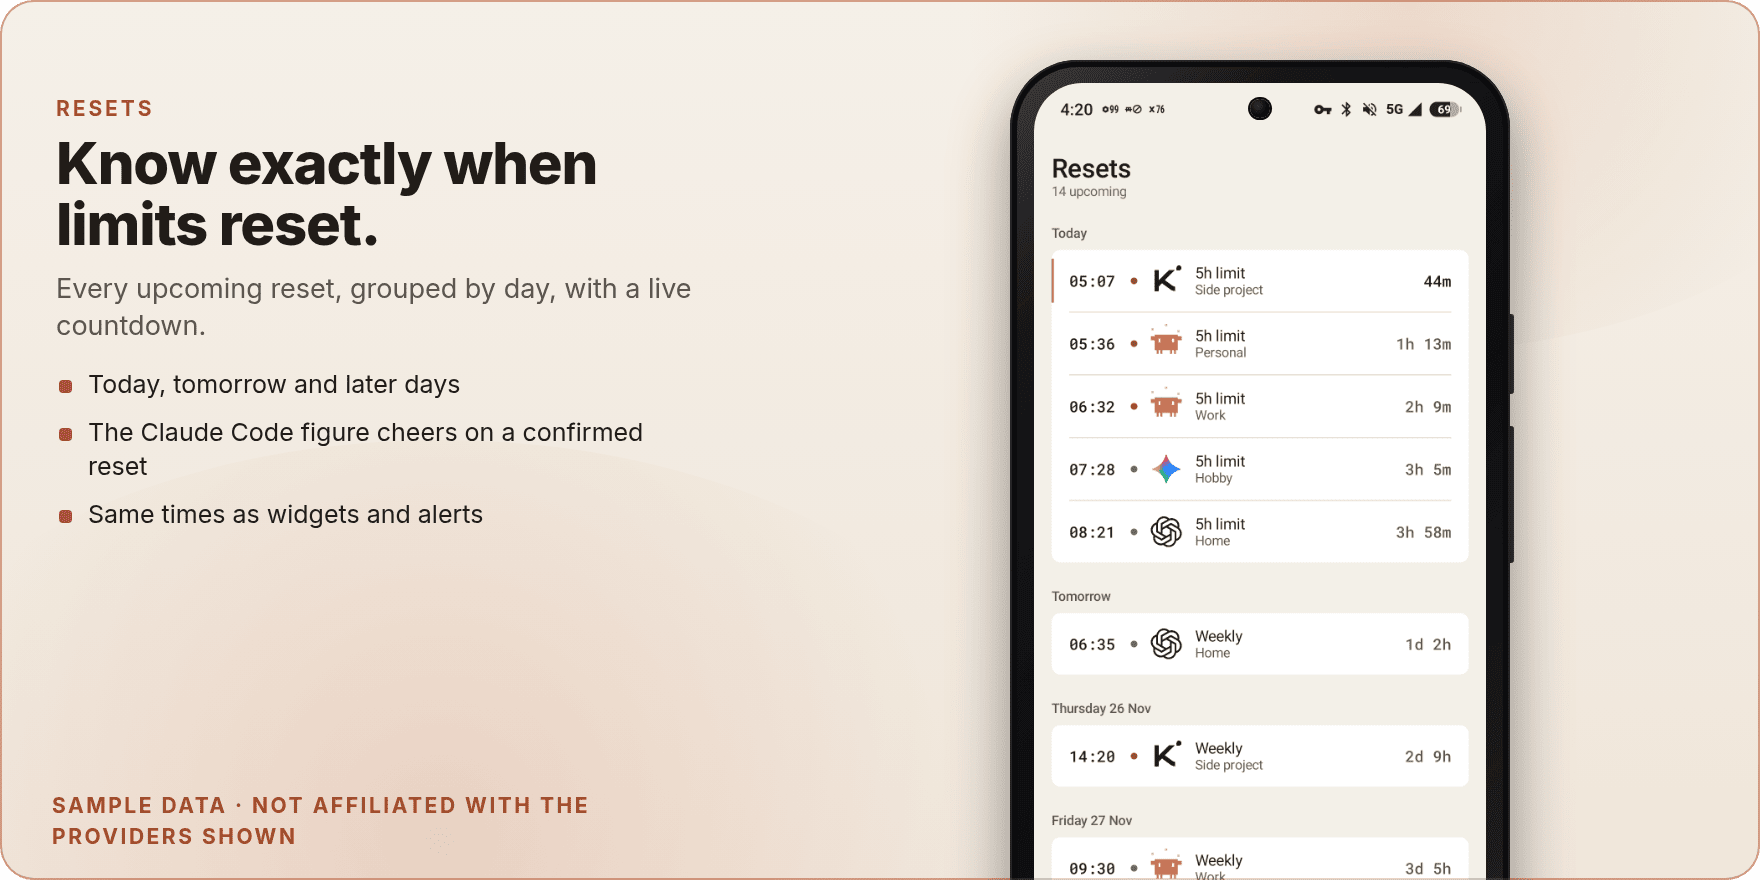 RESETS
Know exactly when
limits reset.
Every upcoming reset, grouped by day, with a live
countdown.
Today, tomorrow and later days
The Claude Code figure cheers on a confirmed
reset
Same times as widgets and alerts
SAMPLE DATA · NOT AFFILIATED WITH THE
PROVIDERS SHOWN
4:20 99 76 5G 69
Resets
14 upcoming
Today
05:07 5h limit 44m
Side project
05:36 5h limit 1h 13m
Personal
06:32 5h limit 2h 9m
Work
07:28 5h limit 3h 5m
Hobby
08:21 5h limit 3h 58m
Home
Tomorrow
06:35 Weekly 1d 2h
Home
Thursday 26 Nov
14:20 Weekly 2d 9h
Side project
Friday 27 Nov
09:30 Weekly 3d 5h
Work